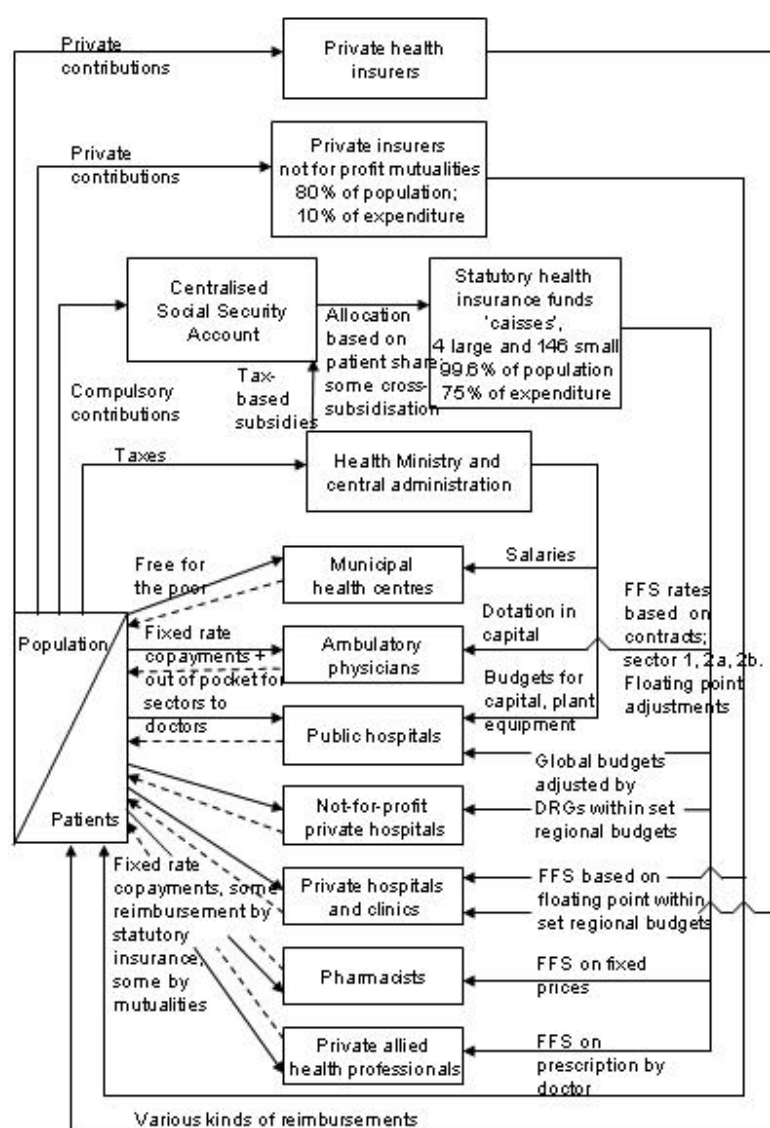 Private
contributions
Private health
insurers
Private
contributions
Private insurers
not for profit mutualities
80% of population;
10% of expenditure
Centralised
Social Security
Account
Allocation
based on
patient share;
some cross-
subsidisation
Statutory health
insurance funds
'caisses',
4 large and 146 small
99.6% of population
75% of expenditure
Compulsory
contributions
Tax-
based
subsidies
Taxes
Health Ministry and
central administration
Free for
the poor
Municipal
health centres
Salaries
FFS rates
based on
contracts;
sector 1, 2a, 2b.
Floating point
adjustments
Population
Patients
Fixed rate
copayments +
out of pocket for
sectors to
doctors
Ambulatory
physicians
Dotation in
capital
Budgets for
capital, plant
equipment
Public hospitals
Global budgets
adjusted by
DRGs within set
regional budgets
Not-for-profit
private hospitals
Fixed rate
copayments, some
reimbursement by
statutory
insurance,
some by
mutualities
Private hospitals
and clinics
FFS based on
floating point within
set regional budgets
Pharmacists
FFS on fixed
prices
Private allied
health professionals
FFS on
prescription by
doctor
Various kinds of reimbursements